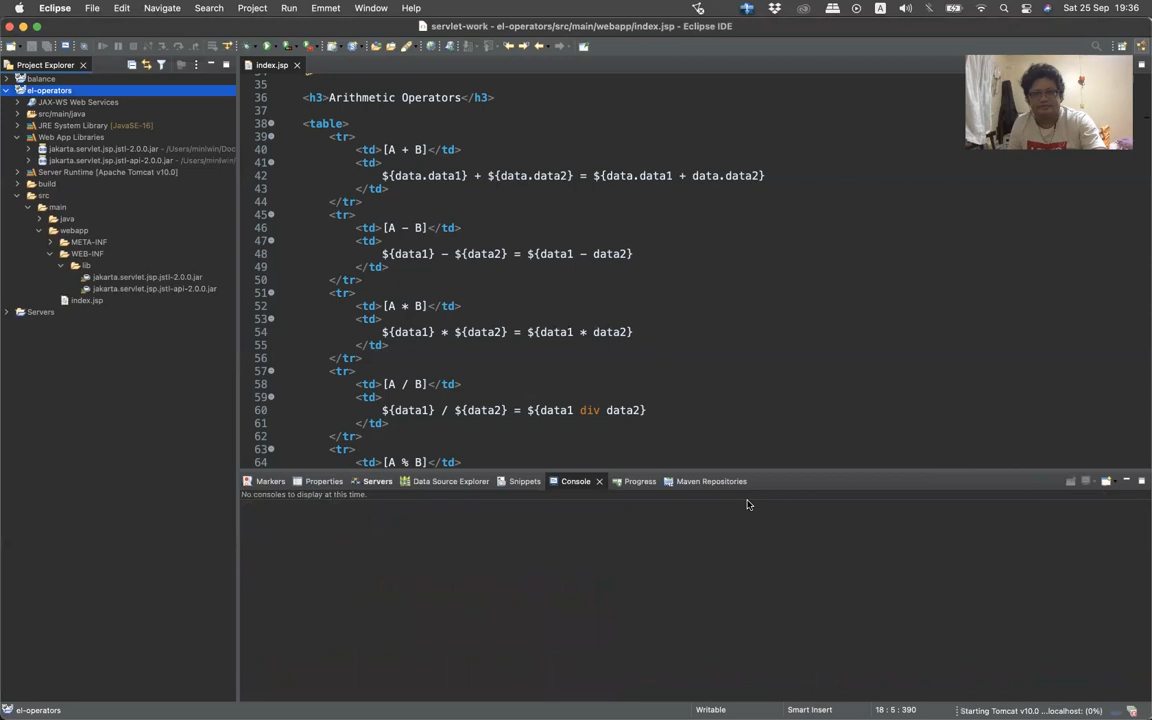 Eclipse File Edit Navigate Search Project Run Emmet Window Help A Sat 25 Sep 19:36
servlet-work - el-operators/src/main/webapp/index.jsp - Eclipse IDE
Project Explorer
balance
el-operators
JAX-WS Web Services
src/main/java
JRE System Library [JavaSE-16]
Web App Libraries
jakarta.servlet.jsp.jstl-2.0.0.jar - /Users/minlwin/Doc
jakarta.servlet.jsp.jstl-api-2.0.0.jar - /Users/minlwin
Server Runtime [Apache Tomcat v10.0]
build
src
main
java
webapp
META-INF
WEB-INF
lib
jakarta.servlet.jsp.jstl-2.0.0.jar
jakarta.servlet.jsp.jstl-api-2.0.0.jar
index.jsp
Servers
index.jsp
35
36 <h3>Arithmetic Operators</h3>
37
38 <table>
39 <tr>
40 <td>[A + B]</td>
41 <td>
42 ${data.data1} + ${data.data2} = ${data.data1 + data.data2}
43 </td>
44 </tr>
45 <tr>
46 <td>[A - B]</td>
47 <td>
48 ${data1} - ${data2} = ${data1 - data2}
49 </td>
50 </tr>
51 <tr>
52 <td>[A * B]</td>
53 <td>
54 ${data1} * ${data2} = ${data1 * data2}
55 </td>
56 </tr>
57 <tr>
58 <td>[A / B]</td>
59 <td>
60 ${data1} / ${data2} = ${data1 div data2}
61 </td>
62 </tr>
63 <tr>
64 <td>[A % B]</td>
Markers Properties Servers Data Source Explorer Snippets Console Progress Maven Repositories
No consoles to display at this time.
el-operators Writable Smart Insert 18 : 5 : 390 Starting Tomcat v10.0 ...localhost: (0%)